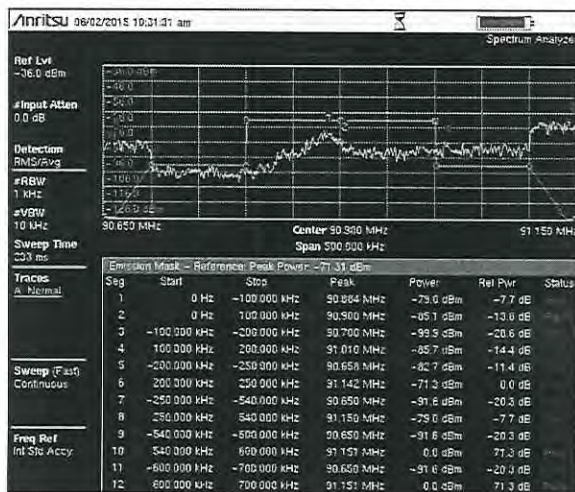 Anritsu 06/02/2015 10:31:31 am
Spectrum Analyzer
Ref Lvl
-36.0 dBm
#Input Atten
0.0 dB
Detection
RMS/Avg
#RBW
1 kHz
#VBW
10 kHz
Sweep Time
233 ms
Traces
A: Normal
Sweep (Fast)
Continuous
Freq Ref
Int Std Accy
90.650 MHz
Center 90.900 MHz
91.150 MHz
Span 500.000 kHz
Emission Mask - Reference: Peak Power: -71.31 dBm
Seg Start Stop Peak Power Rel Pwr Status
1 0 Hz -100.000 kHz 90.884 MHz -79.0 dBm -7.7 dB
2 0 Hz 100.000 kHz 90.900 MHz -85.1 dBm -13.8 dB
3 -100.000 kHz -200.000 kHz 90.700 MHz -99.9 dBm -28.6 dB
4 100.000 kHz 200.000 kHz 91.010 MHz -85.7 dBm -14.4 dB
5 -200.000 kHz -250.000 kHz 90.658 MHz -82.7 dBm -11.4 dB
6 200.000 kHz 250.000 kHz 91.142 MHz -71.3 dBm 0.0 dB
7 -250.000 kHz -540.000 kHz 90.650 MHz -91.6 dBm -20.3 dB
8 250.000 kHz 540.000 kHz 91.150 MHz -79.0 dBm -7.7 dB
9 -540.000 kHz 90.650 MHz -91.6 dBm -20.3 dB
10 540.000 kHz 600.000 kHz 91.151 MHz 0.0 dBm 71.3 dB
11 -600.000 kHz -700.000 kHz 90.650 MHz -91.6 dBm -20.3 dB
12 600.000 kHz 700.000 kHz 91.151 MHz 0.0 dBm 71.3 dB